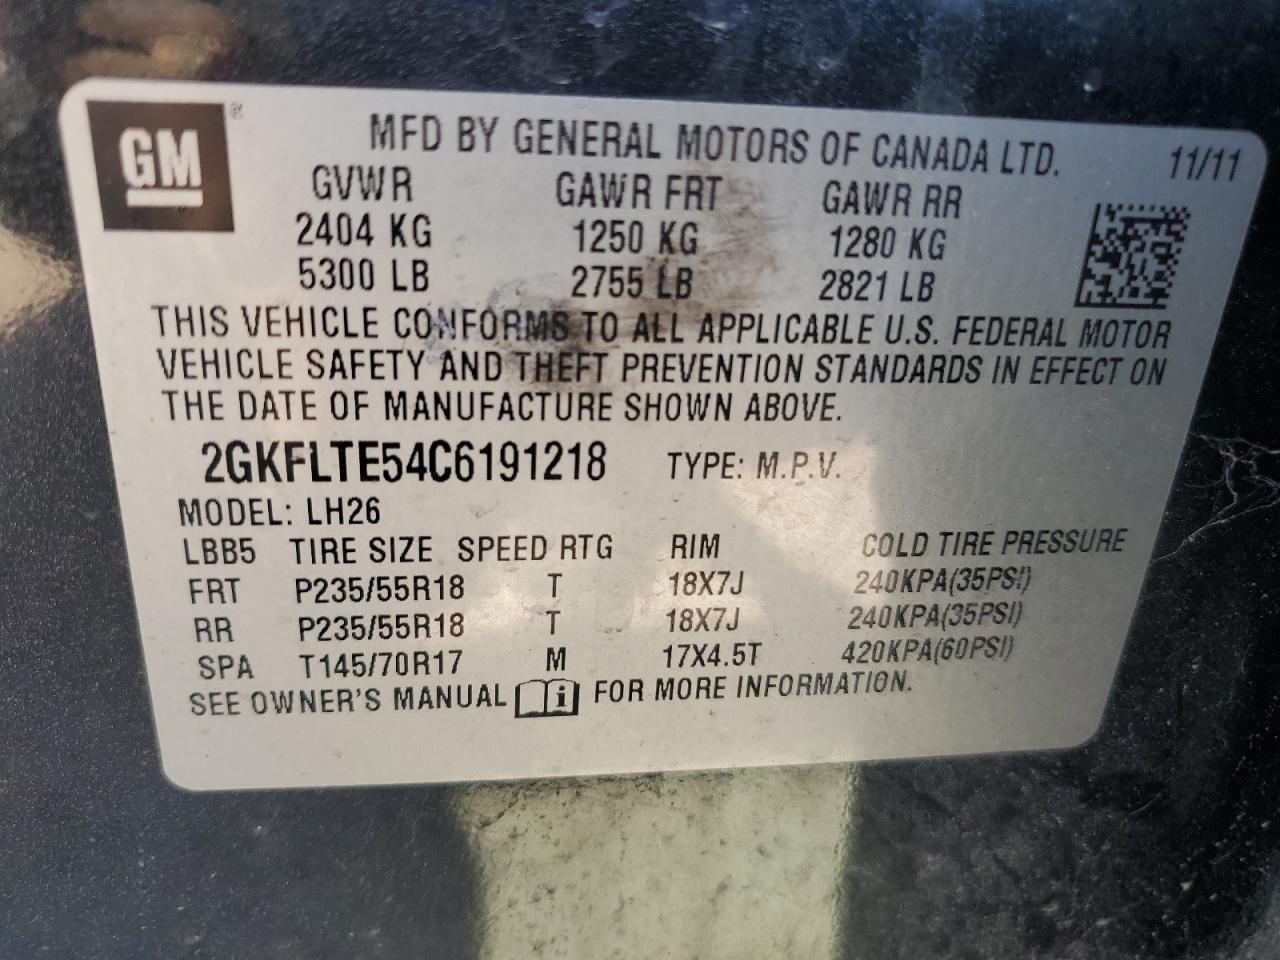 GM ®
MFD BY GENERAL MOTORS OF CANADA LTD. 11/11
GVWR GAWR FRT GAWR RR
2404 KG 1250 KG 1280 KG
5300 LB 2755 LB 2821 LB
THIS VEHICLE CONFORMS TO ALL APPLICABLE U.S. FEDERAL MOTOR
VEHICLE SAFETY AND THEFT PREVENTION STANDARDS IN EFFECT ON
THE DATE OF MANUFACTURE SHOWN ABOVE.
2GKFLTE54C6191218 TYPE: M.P.V.
MODEL: LH26
LBB5 TIRE SIZE SPEED RTG RIM COLD TIRE PRESSURE
FRT P235/55R18 T 18X7J 240KPA(35PSI)
RR P235/55R18 T 18X7J 240KPA(35PSI)
SPA T145/70R17 M 17X4.5T 420KPA(60PSI)
SEE OWNER'S MANUAL i FOR MORE INFORMATION.